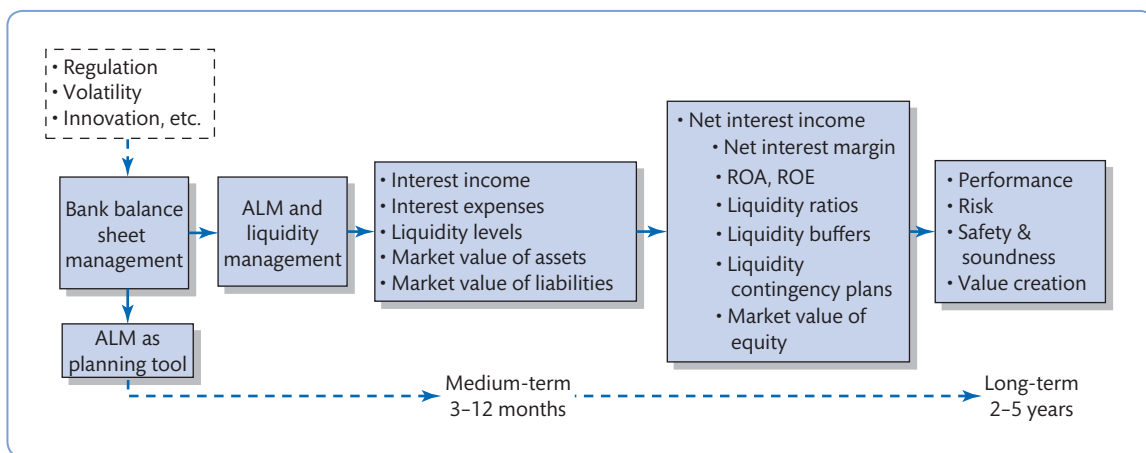 • Regulation
• Volatility
• Innovation, etc.
Bank balance
sheet
management
ALM and
liquidity
management
• Interest income
• Interest expenses
• Liquidity levels
• Market value of assets
• Market value of liabilities
• Net interest income
• Net interest margin
• ROA, ROE
• Liquidity ratios
• Liquidity buffers
• Liquidity
contingency plans
• Market value of
equity
• Performance
• Risk
• Safety &
soundness
• Value creation
ALM as
planning tool
Medium-term
3–12 months
Long-term
2–5 years